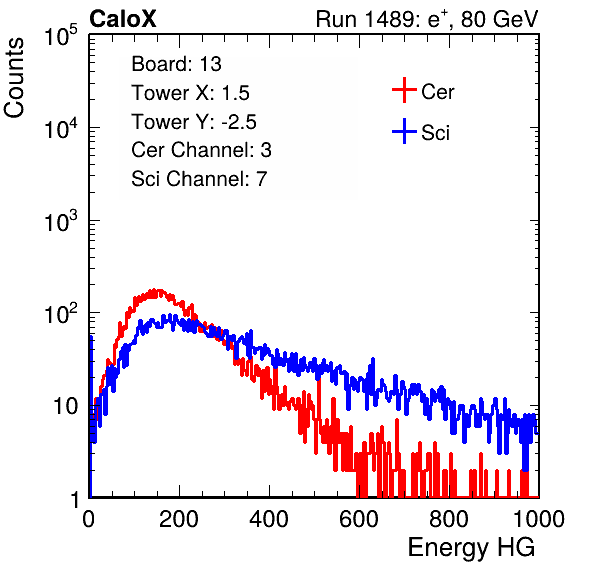 CaloX Run 1489: e⁺, 80 GeV
Counts
Board: 13
Tower X: 1.5
Tower Y: -2.5
Cer Channel: 3
Sci Channel: 7
Cer
Sci
10⁵
10⁴
10³
10²
10
1
0 200 400 600 800 1000
Energy HG